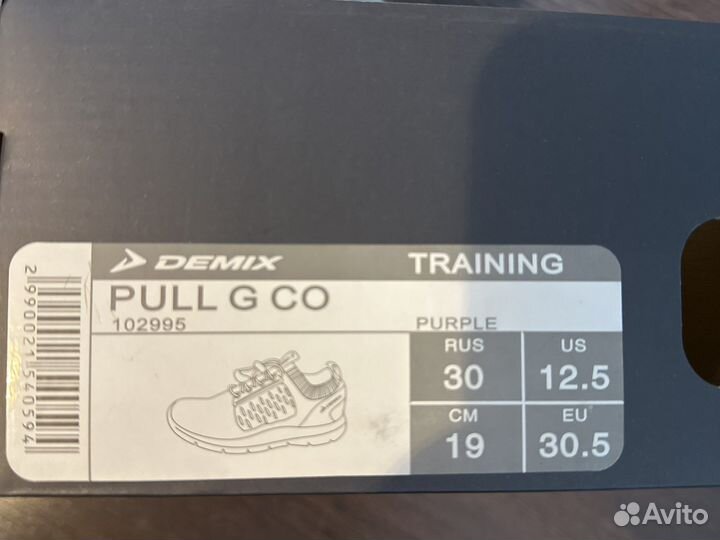 DEMIX TRAINING
PULL G CO
102995 PURPLE
RUS US
30 12.5
CM EU
19 30.5
2990021540594
Avito